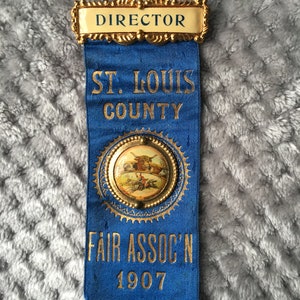 DIRECTOR
ST. LOUIS
COUNTY
FAIR ASSOC'N
1907